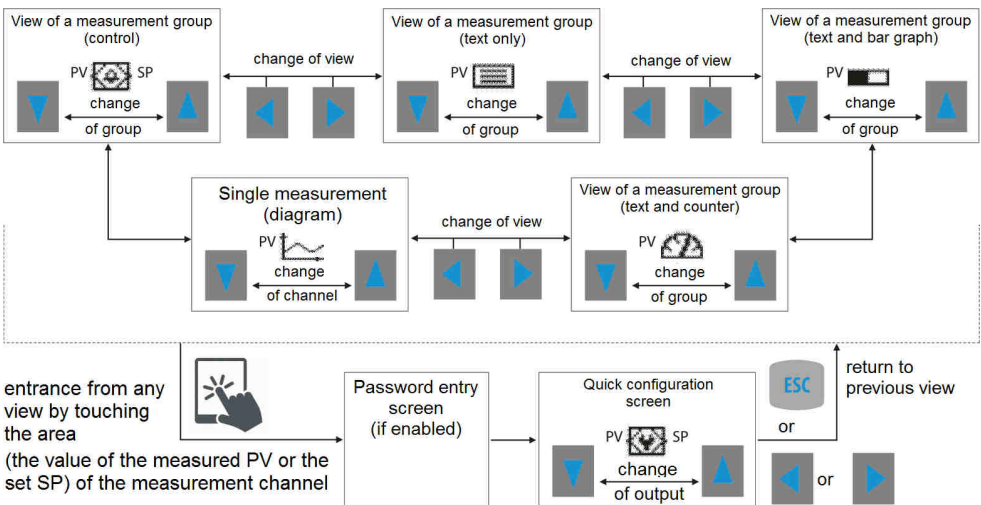 View of a measurement group
(control)
PV SP
change
of group
change of view
View of a measurement group
(text only)
PV
change
of group
change of view
View of a measurement group
(text and bar graph)
PV
change
of group
Single measurement
(diagram)
PV
change
of channel
change of view
View of a measurement group
(text and counter)
PV
change
of group
entrance from any
view by touching
the area
(the value of the measured PV or the
set SP) of the measurement channel
Password entry
screen
(if enabled)
Quick configuration
screen
PV SP
change
of output
ESC
or
or
return to
previous view